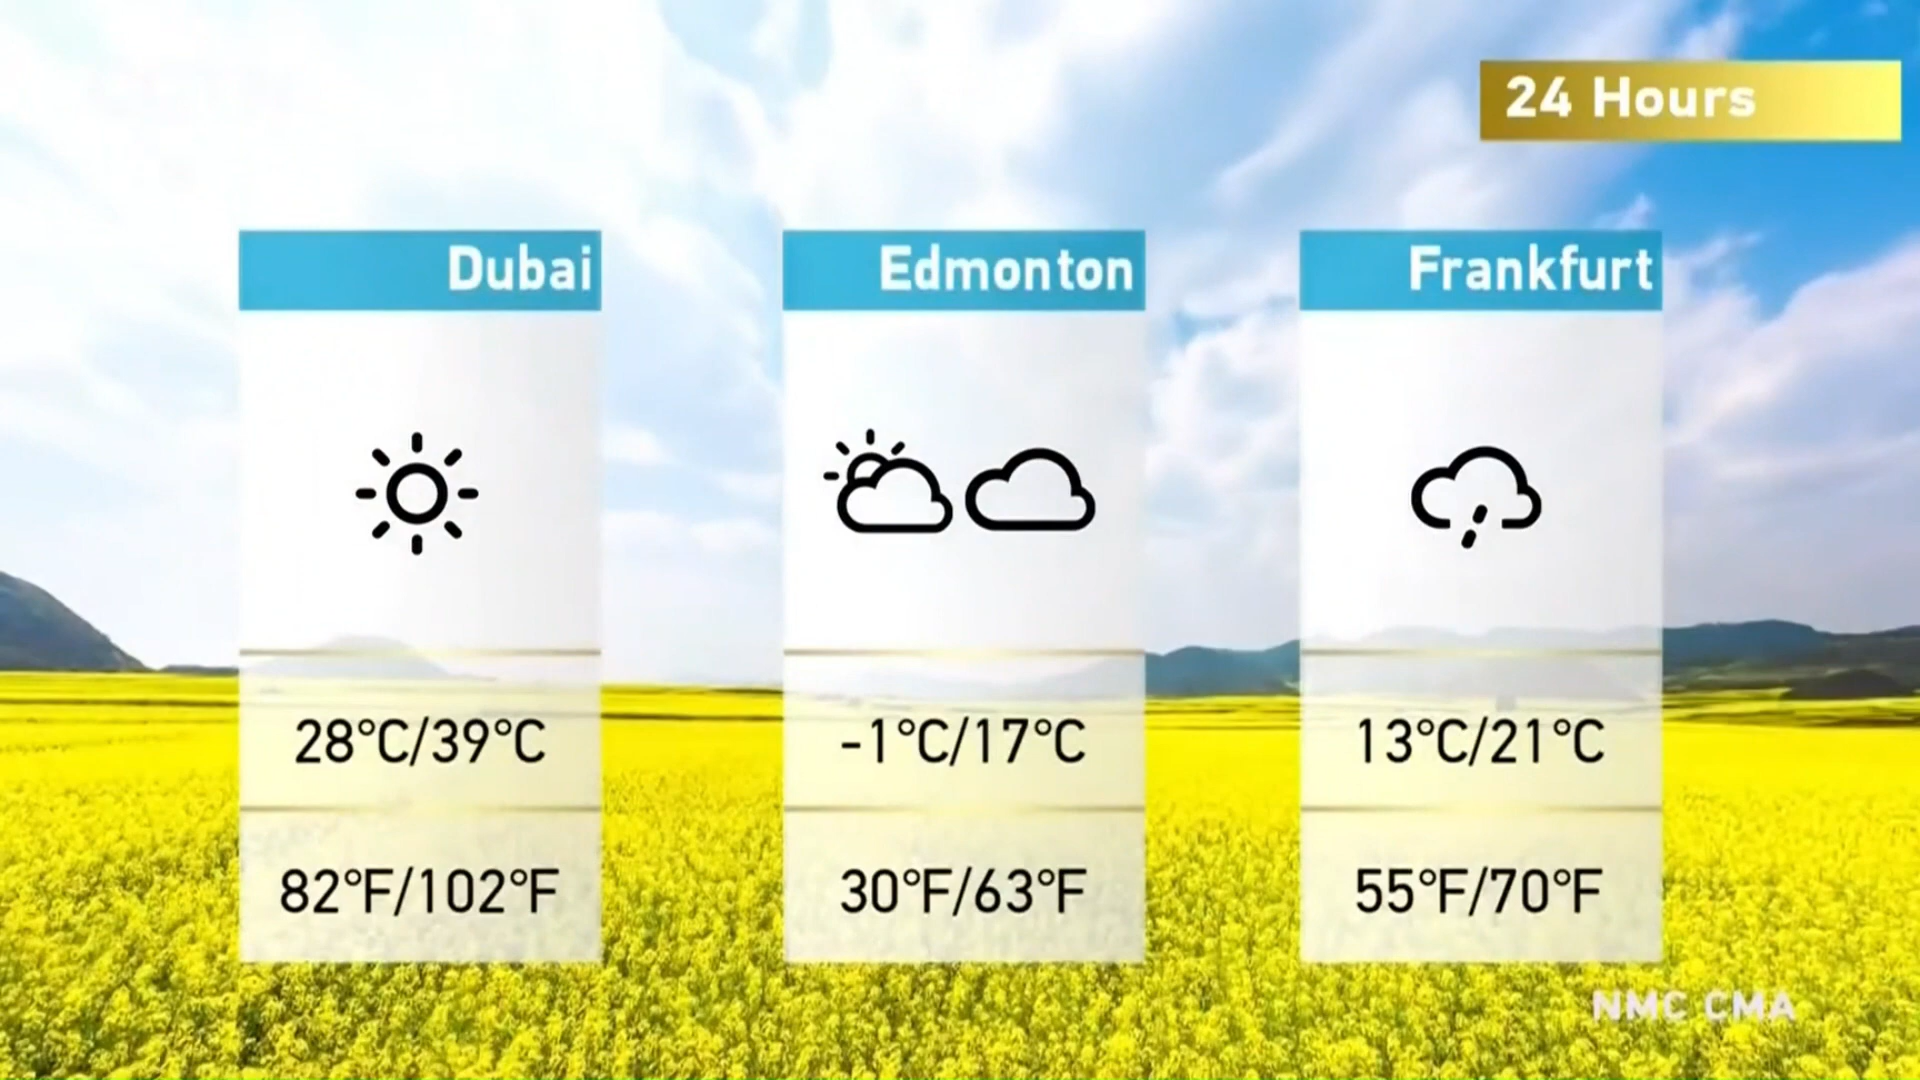 24 Hours
Dubai
28°C/39°C
82°F/102°F
Edmonton
-1°C/17°C
30°F/63°F
Frankfurt
13°C/21°C
55°F/70°F
NMC CMA